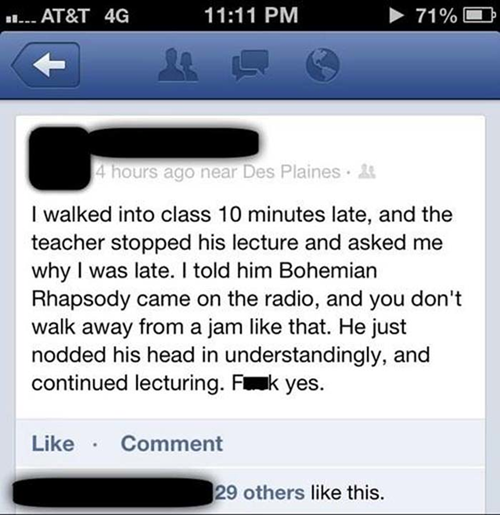 AT&T 4G 11:11 PM 71%
4 hours ago near Des Plaines ·
I walked into class 10 minutes late, and the
teacher stopped his lecture and asked me
why I was late. I told him Bohemian
Rhapsody came on the radio, and you don't
walk away from a jam like that. He just
nodded his head in understandingly, and
continued lecturing. F k yes.
Like · Comment
29 others like this.